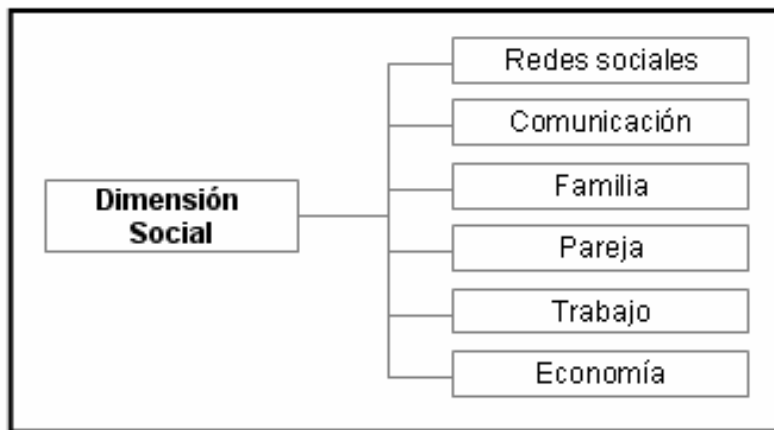 Redes sociales
Comunicación
Familia
Dimensión
Social
Pareja
Trabajo
Economía